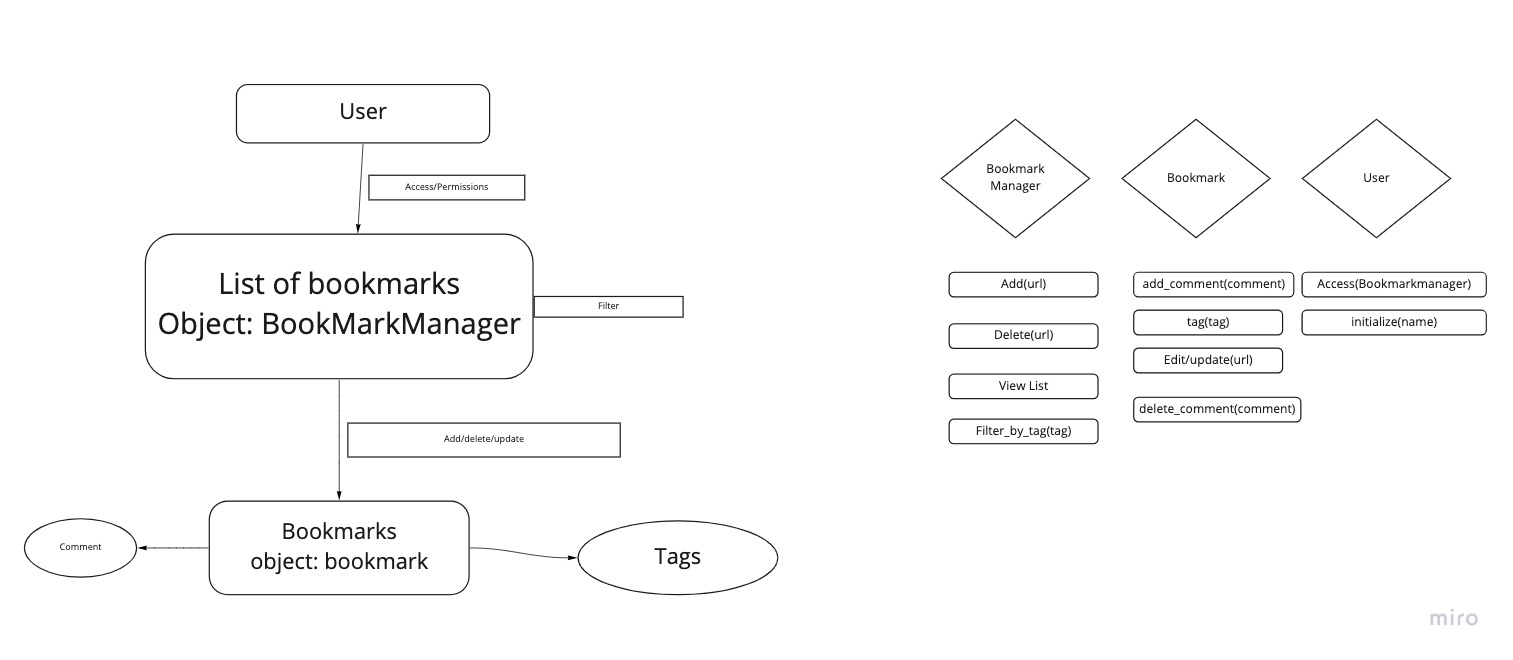 User
Access/Permissions
List of bookmarks
Object: BookMarkManager
Filter
Add/delete/update
Bookmarks
object: bookmark
Comment
Tags
Bookmark
Manager
Bookmark
User
Add(url)
Delete(url)
View List
Filter_by_tag(tag)
add_comment(comment)
tag(tag)
Edit/update(url)
delete_comment(comment)
Access(Bookmarkmanager)
initialize(name)
miro